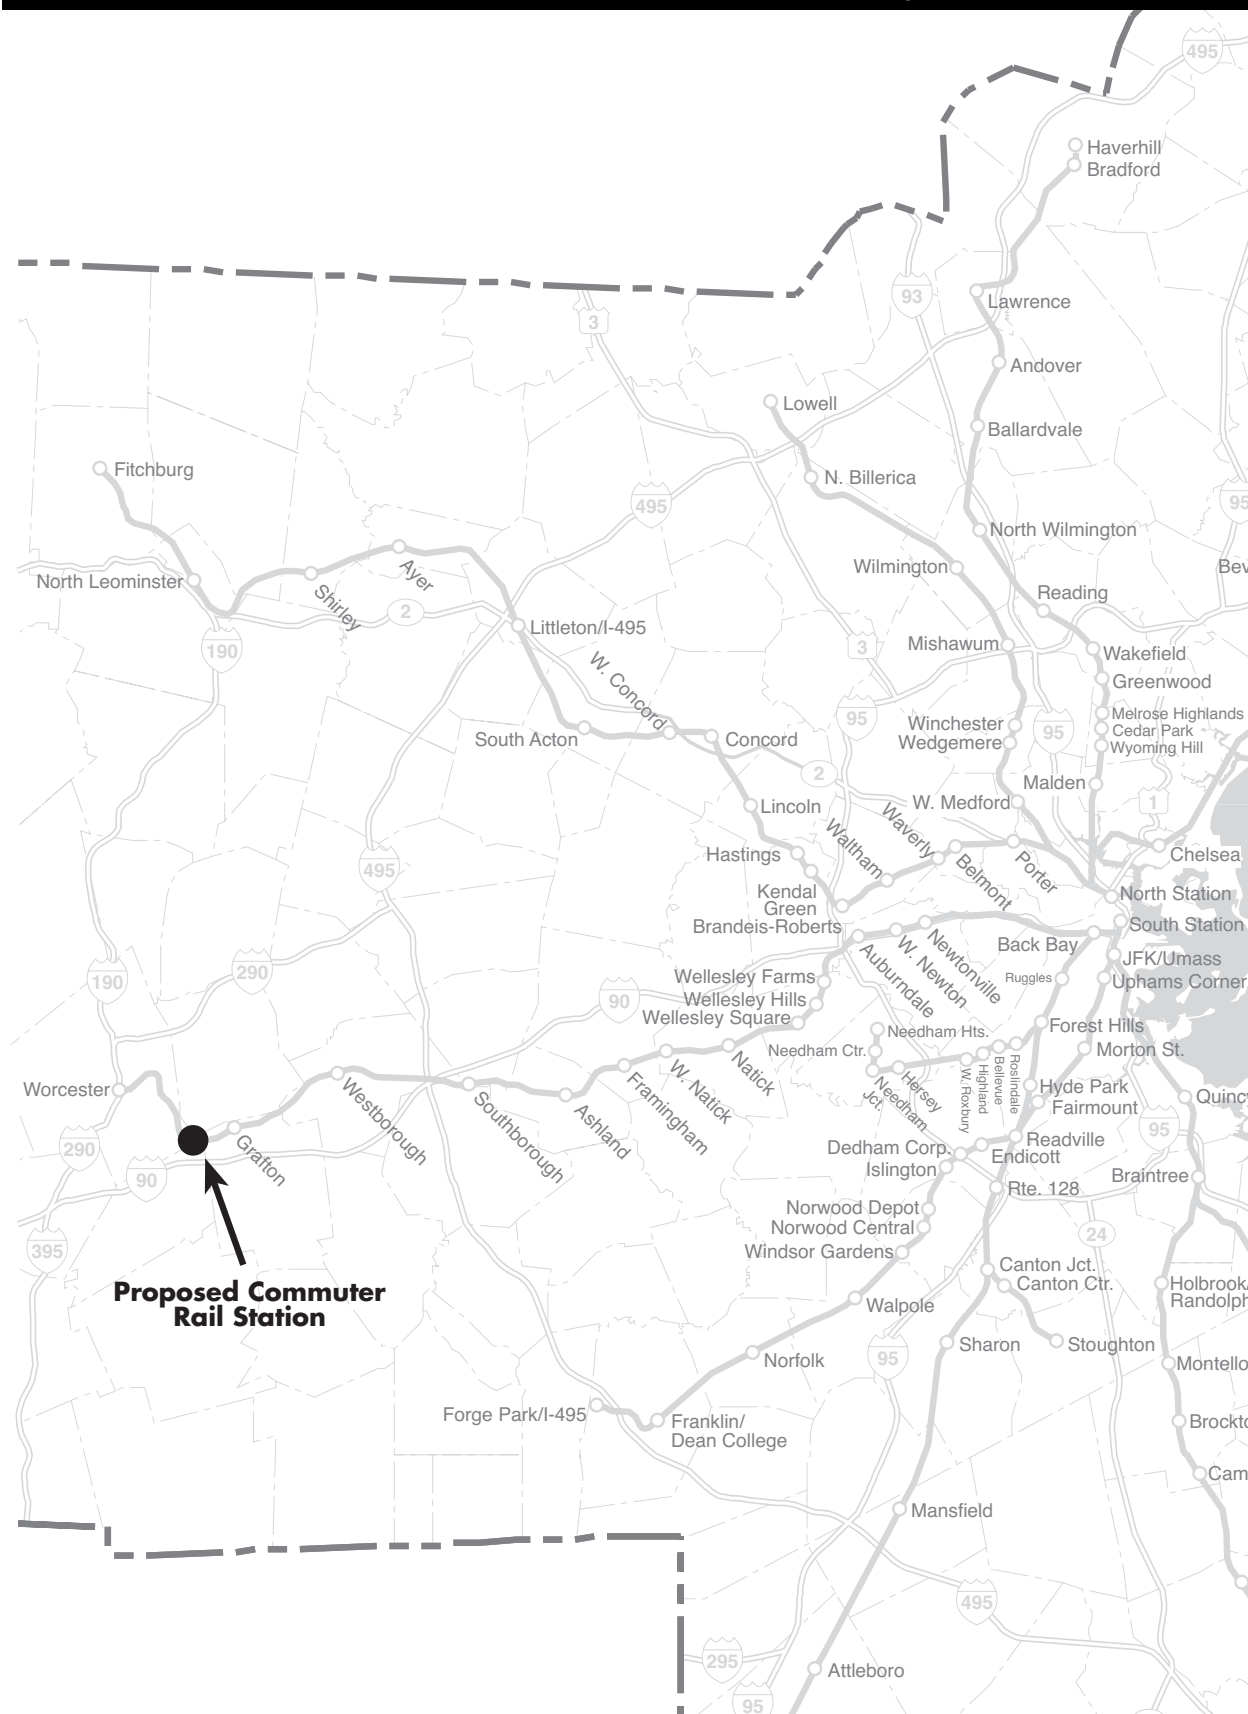 495
Haverhill
Bradford
93
Lawrence
3
Andover
Lowell
Ballardvale
Fitchburg
N. Billerica
495
95
North Wilmington
Wilmington
North Leominster
Ayer
Shirley
2
Reading
Littleton/I-495
190
Mishawum
3
Wakefield
W. Concord
Greenwood
95
Melrose Highlands
Winchester
Cedar Park
95
South Acton
Concord
Wedgemere
Wyoming Hill
2
Malden
1
Lincoln
W. Medford
Waverly
Waltham
Hastings
Chelsea
495
Belmont
Porter
Kendal
Green
North Station
Brandeis-Roberts
South Station
Back Bay
Newtonville
W. Newton
Auburndale
JFK/Umass
190
290
Wellesley Farms
Ruggles
Uphams Corner
90
Wellesley Hills
Wellesley Square
Needham Hts.
Forest Hills
Needham Ctr.
Morton St.
Natick
W. Natick
Framingham
Worcester
Westborough
Southborough
Ashland
Hersey
Needham
Jct.
W. Roxbury
Highland
Bellevue
Roslindale
Hyde Park
Fairmount
290
Grafton
95
Readville
Dedham Corp.
Endicott
Islington
90
Braintree
Rte. 128
Norwood Depot
Norwood Central
24
395
Windsor Gardens
Canton Jct.
Canton Ctr.
Holbrook/
Randolph
Proposed Commuter
Rail Station
Walpole
Sharon
Stoughton
Norfolk
95
Montello
Forge Park/I-495
Franklin/
Dean College
Mansfield
495
295
Attleboro
95